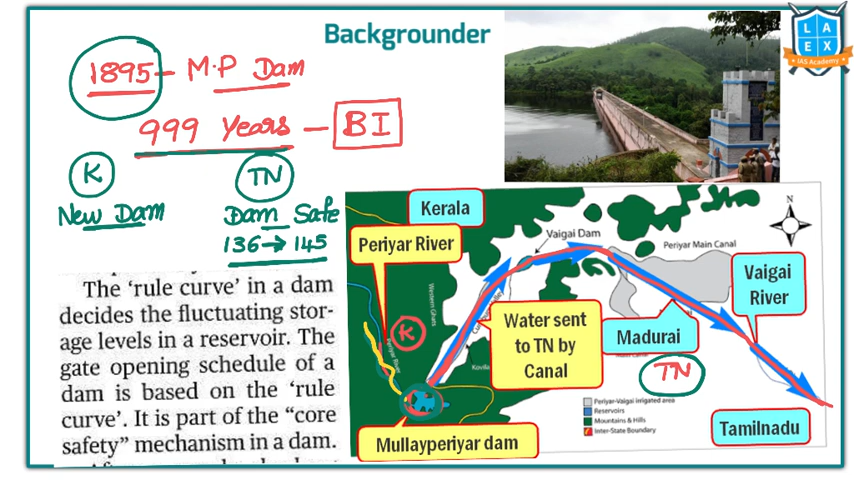 Backgrounder
L A
E X
IAS Academy
1895 - M.P Dam
999 Years - BI
K
New Dam
TN
Dam Safe
136 → 145
The 'rule curve' in a dam
decides the fluctuating stor-
age levels in a reservoir. The
gate opening schedule of a
dam is based on the 'rule
curve'. It is part of the "core
safety" mechanism in a dam.
Kerala
Periyar River
Vaigai Dam
Periyar Main Canal
N
Vaigai
River
Western Ghats
K
Water sent
to TN by
Canal
Madurai
TN
Periyar-Vaigai irrigated area
Reservoirs
Mountains & Hills
Inter-State Boundary
Mullayperiyar dam
Tamilnadu